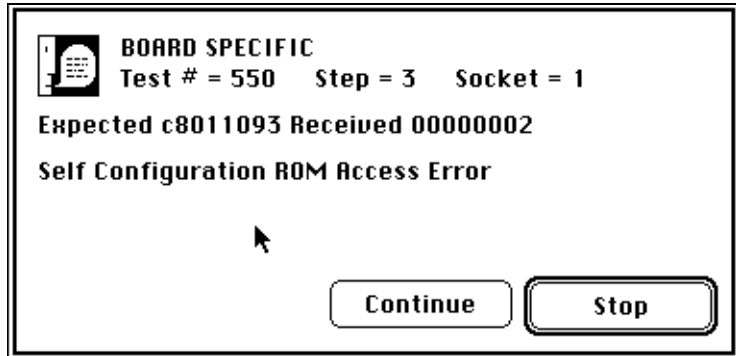 BOARD SPECIFIC
Test # = 550 Step = 3 Socket = 1
Expected c8011093 Received 00000002
Self Configuration ROM Access Error
Continue
Stop